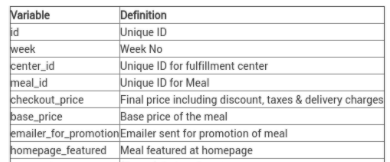 Variable Definition
id Unique ID
week Week No
center_id Unique ID for fulfillment center
meal_id Unique ID for Meal
checkout_price Final price including discount, taxes & delivery charges
base_price Base price of the meal
emailer_for_promotion Emailer sent for promotion of meal
homepage_featured Meal featured at homepage